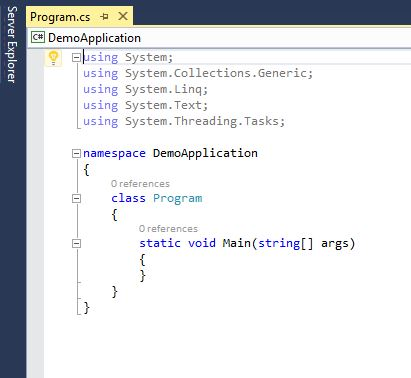 Server Explorer
Program.cs
C# DemoApplication
using System;
using System.Collections.Generic;
using System.Linq;
using System.Text;
using System.Threading.Tasks;
namespace DemoApplication
{
0 references
class Program
{
0 references
static void Main(string[] args)
{
}
}
}